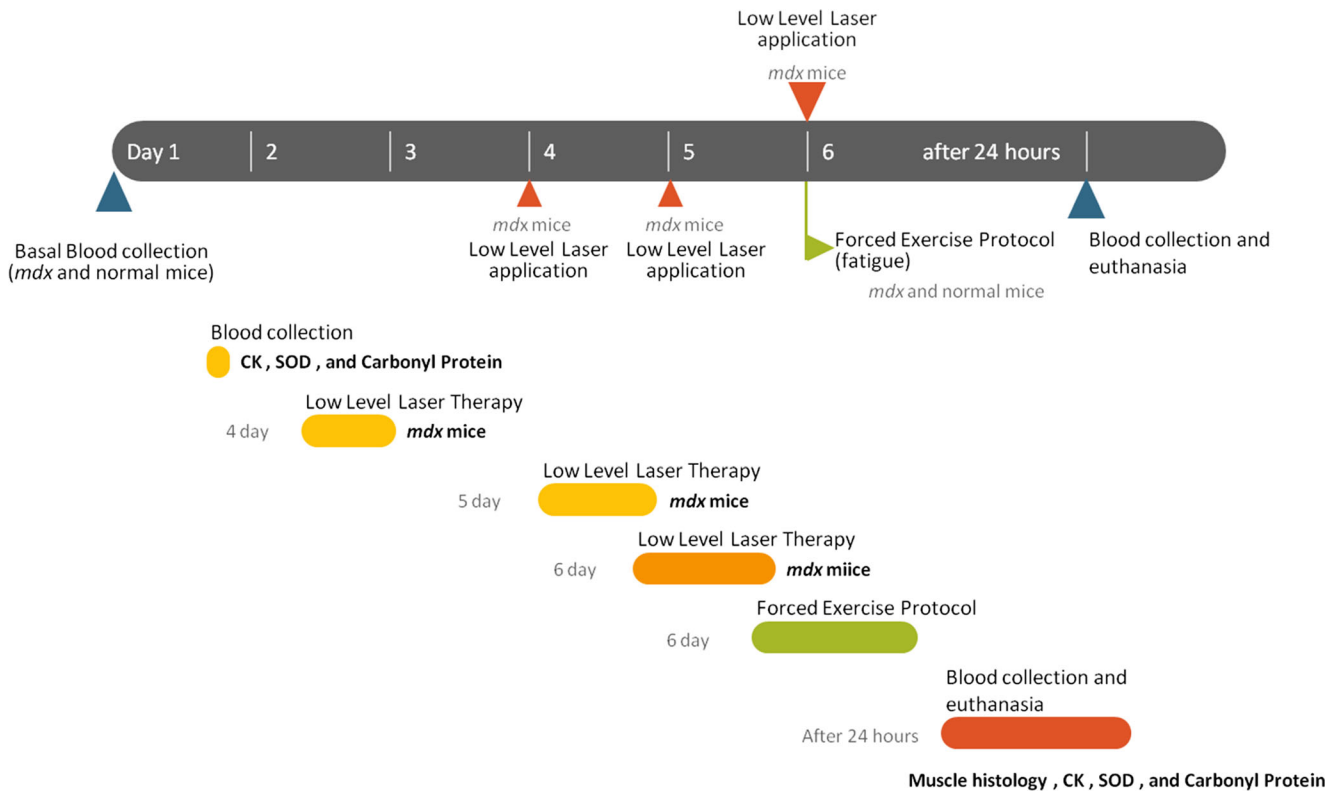 Low Level Laser
application
mdx mice
Day 1
2
3
4
5
6
after 24 hours
Basal Blood collection
(mdx and normal mice)
mdx mice
Low Level Laser
application
mdx mice
Low Level Laser
application
Forced Exercise Protocol
(fatigue)
mdx and normal mice
Blood collection and
euthanasia
Blood collection
CK , SOD , and Carbonyl Protein
Low Level Laser Therapy
4 day
mdx mice
Low Level Laser Therapy
5 day
mdx mice
Low Level Laser Therapy
6 day
mdx miice
Forced Exercise Protocol
6 day
Blood collection and
euthanasia
After 24 hours
Muscle histology , CK , SOD , and Carbonyl Protein